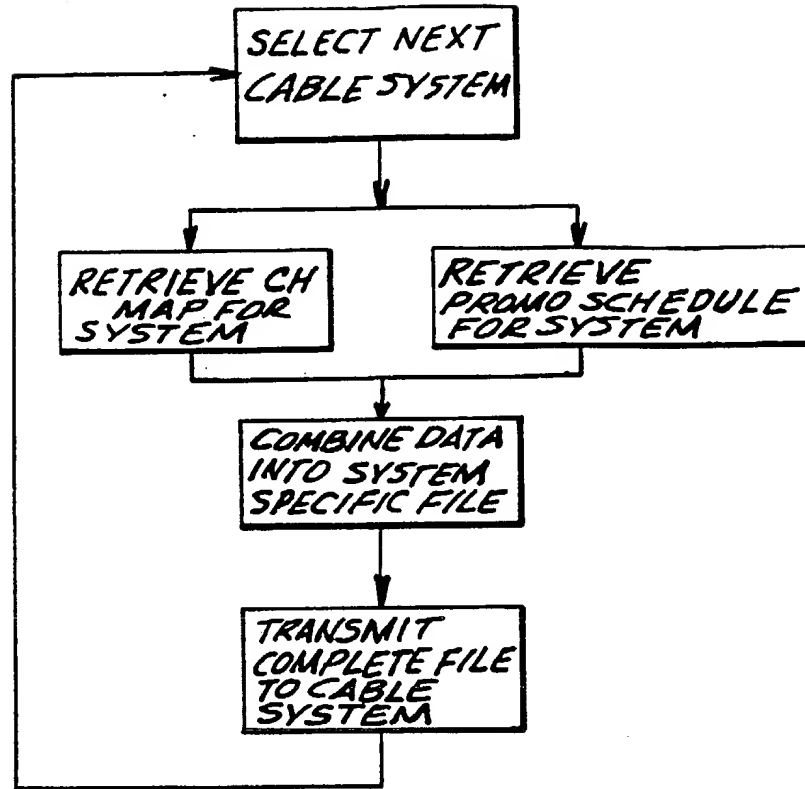 SELECT NEXT
CABLE SYSTEM
RETRIEVE CH
MAP FOR
SYSTEM
RETRIEVE
PROMO SCHEDULE
FOR SYSTEM
COMBINE DATA
INTO SYSTEM
SPECIFIC FILE
TRANSMIT
COMPLETE FILE
TO CABLE
SYSTEM